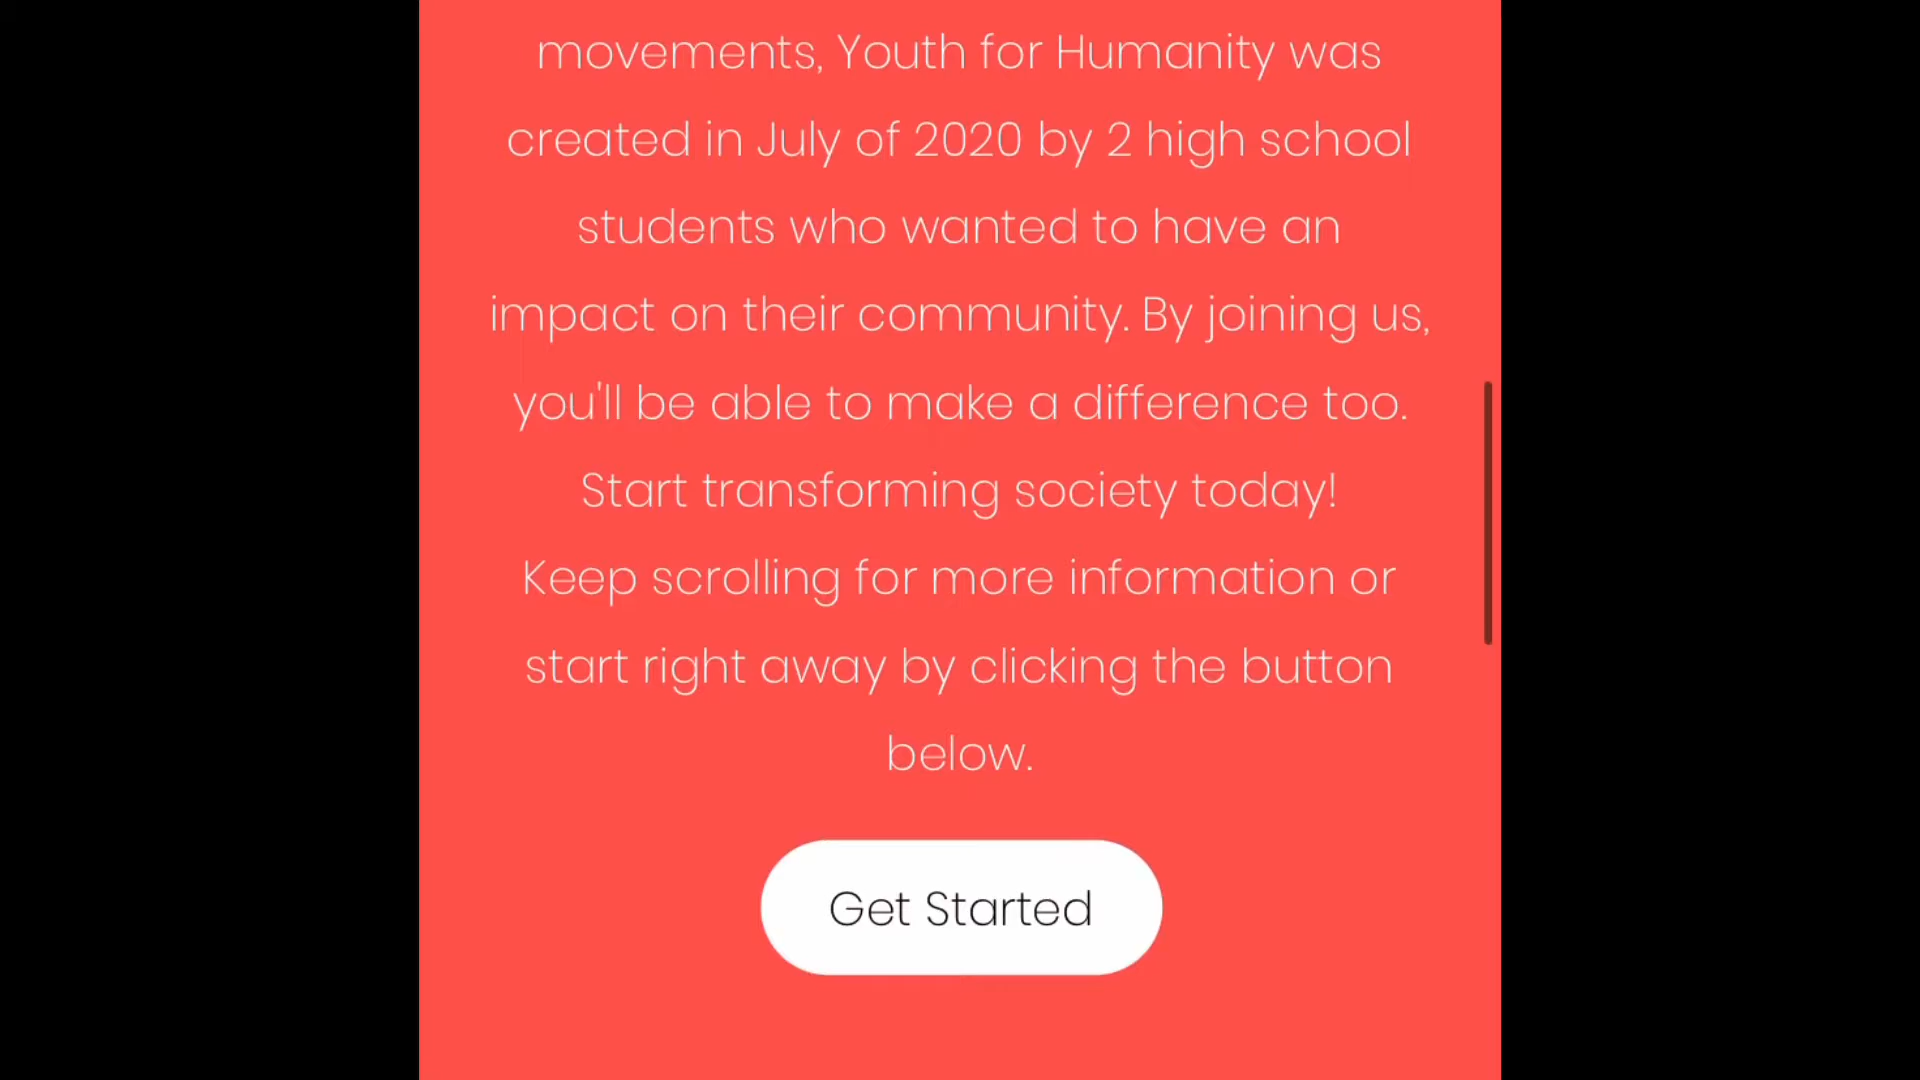 movements, Youth for Humanity was
created in July of 2020 by 2 high school
students who wanted to have an
impact on their community. By joining us,
you'll be able to make a difference too.
Start transforming society today!
Keep scrolling for more information or
start right away by clicking the button
below.
Get Started